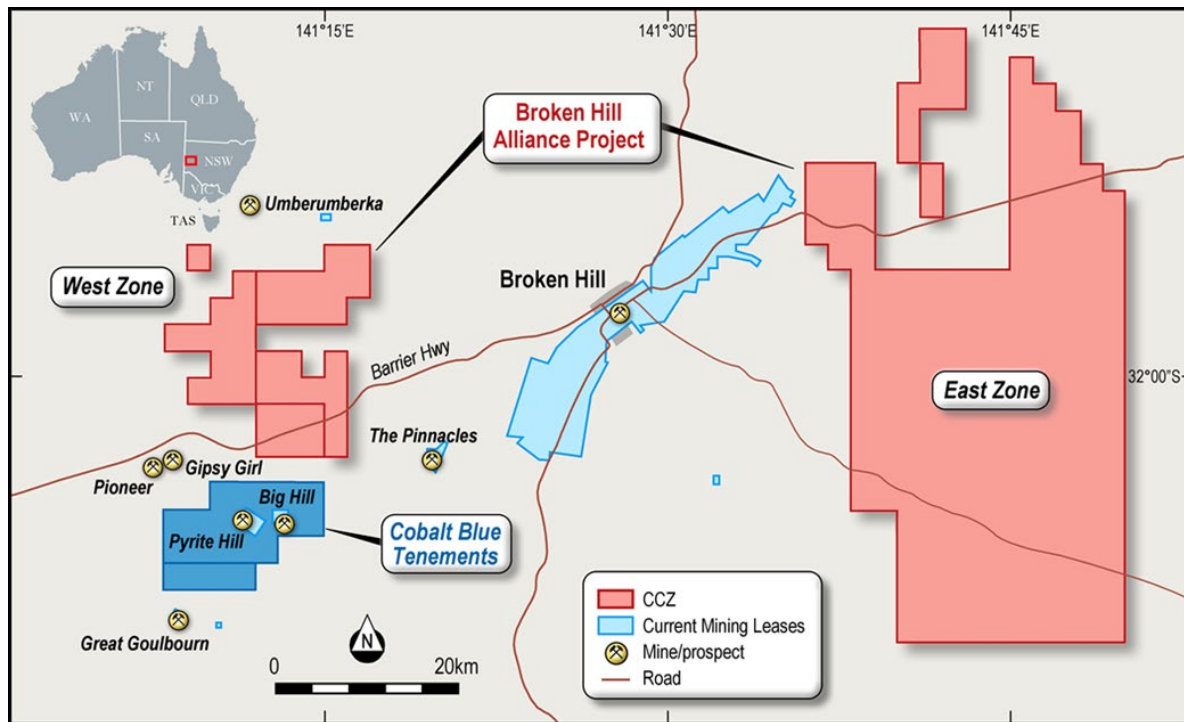 141°15'E
141°30'E
141°45'E
NT
WA
QLD
SA
NSW
VIC
TAS
Broken Hill
Alliance Project
Umberumberka
West Zone
Broken Hill
Barrier Hwy
32°00"S
East Zone
The Pinnacles
Gipsy Girl
Pioneer
Big Hill
Pyrite Hill
Cobalt Blue
Tenements
Great Goulbourn
N
0 20km
CCZ
Current Mining Leases
Mine/prospect
Road